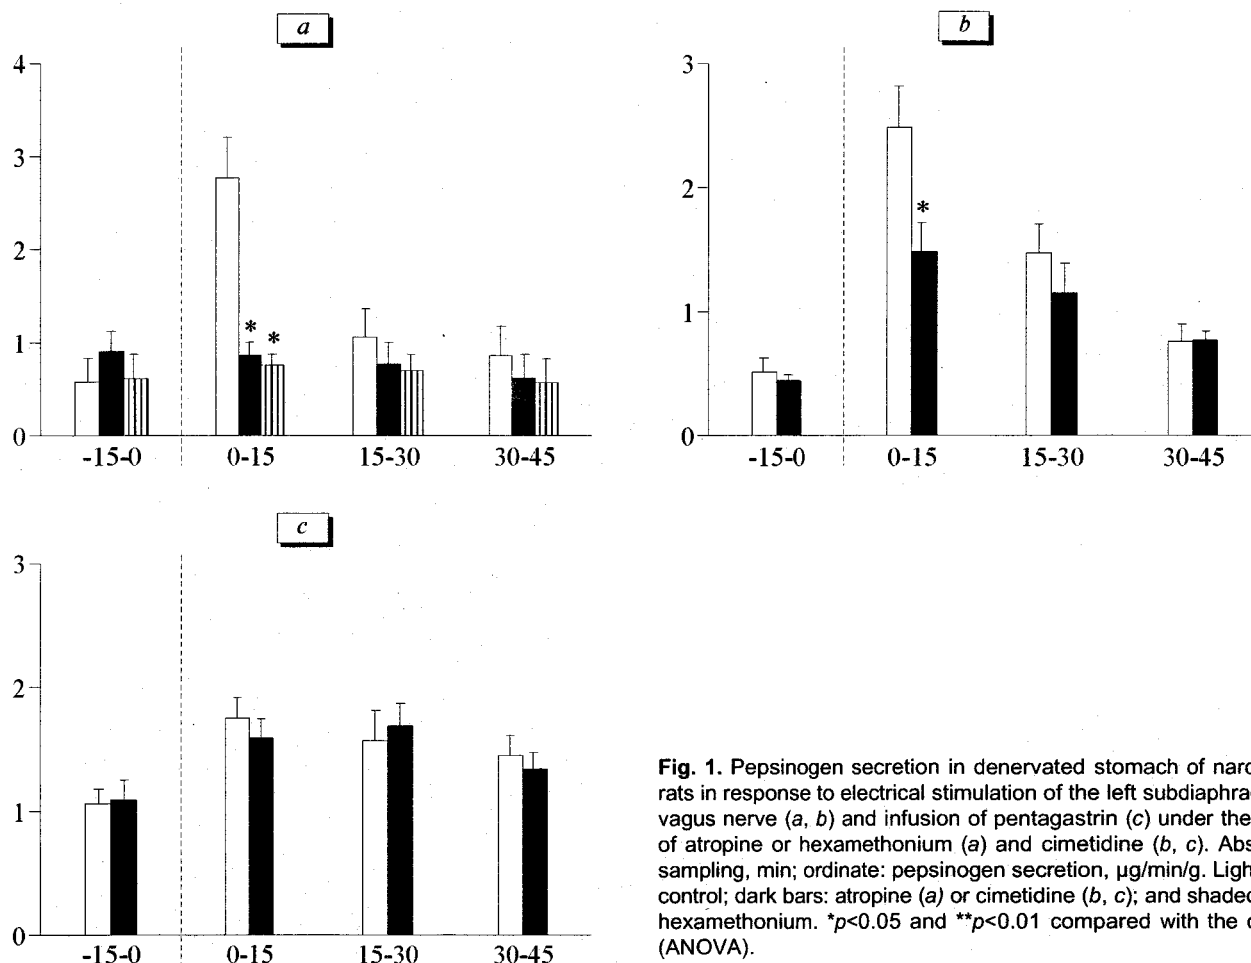 a
4
3
2
1
0
-15-0 0-15 15-30 30-45
*
*
b
3
2
1
0
-15-0 0-15 15-30 30-45
*
c
3
2
1
0
-15-0 0-15 15-30 30-45
Fig. 1. Pepsinogen secretion in denervated stomach of narc
rats in response to electrical stimulation of the left subdiaphra
vagus nerve (a, b) and infusion of pentagastrin (c) under the
of atropine or hexamethonium (a) and cimetidine (b, c). Abs
sampling, min; ordinate: pepsinogen secretion, µg/min/g. Ligh
control; dark bars: atropine (a) or cimetidine (b, c); and shaded
hexamethonium. *p<0.05 and **p<0.01 compared with the c
(ANOVA).